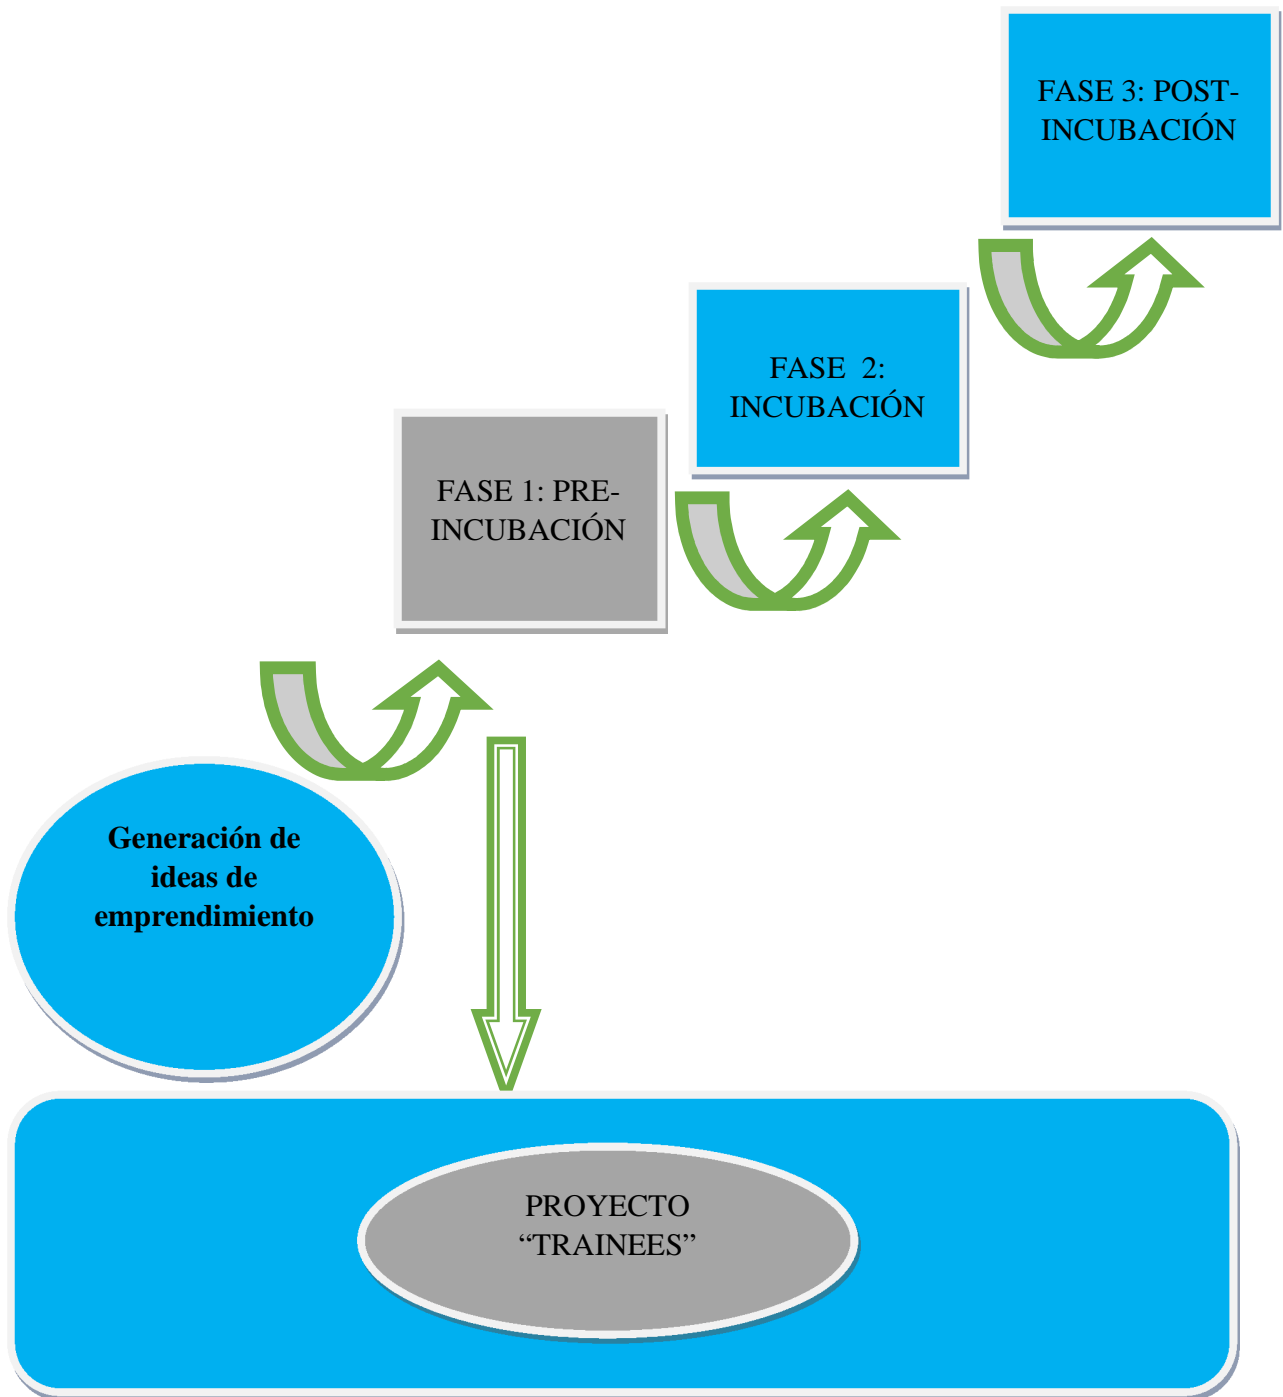 FASE 3: POST-
INCUBACIÓN
FASE 2:
INCUBACIÓN
FASE 1: PRE-
INCUBACIÓN
Generación de
ideas de
emprendimiento
PROYECTO
“TRAINEES”